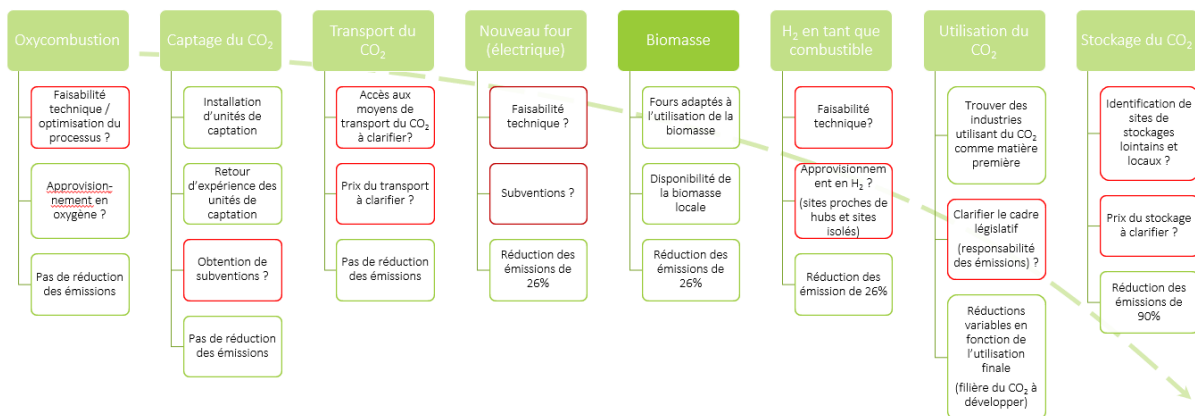 Oxycombustion
Faisabilité
technique /
optimisation du
processus ?
Approvision-
nement en
oxygène ?
Pas de réduction
des émissions
Captage du CO₂
Installation
d'unités de
captation
Retour
d'expérience des
unités de
captation
Obtention de
subventions ?
Pas de réduction
des émissions
Transport du
CO₂
Accès aux
moyens de
transport du CO₂
à clarifier?
Prix du transport
à clarifier ?
Pas de réduction
des émissions
Nouveau four
(électrique)
Faisabilité
technique ?
Subventions ?
Réduction des
émissions de
26%
Biomasse
Fours adaptés à
l'utilisation de la
biomasse
Disponibilité de
la biomasse
locale
Réduction des
émissions de
26%
H₂ en tant que
combustible
Faisabilité
technique?
Approvisionnem
ent en H₂ ?
(sites proches de
hubs et sites
isolés)
Réduction des
émission de 26%
Utilisation du
CO₂
Trouver des
industries
utilisant du CO₂
comme matière
première
Clarifier le cadre
législatif
(responsabilité
des émissions) ?
Réductions
variables en
fonction de
l'utilisation
finale
(filière du CO₂ à
développer)
Stockage du CO₂
Identification de
sites de
stockages
lointains et
locaux ?
Prix du stockage
à clarifier ?
Réduction des
émissions de
90%